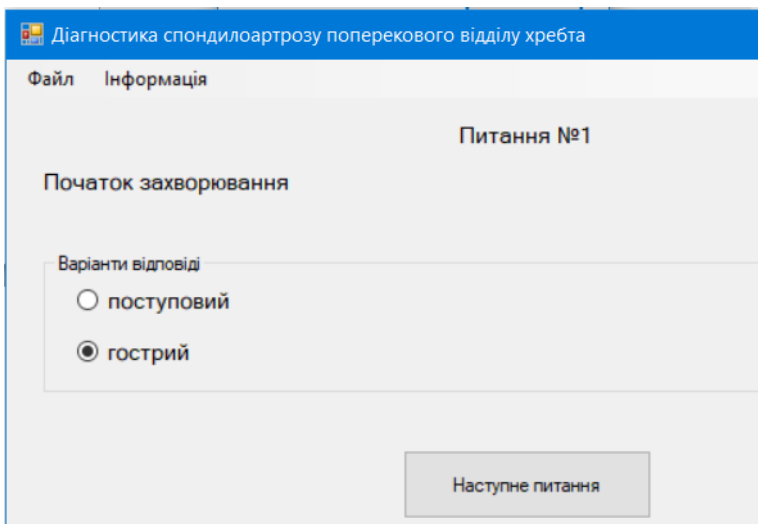 Діагностика спондилоартрозу поперекового відділу хребта
Файл Інформація
Питання №1
Початок захворювання
Варіанти відповіді
поступовий
гострий
Наступне питання